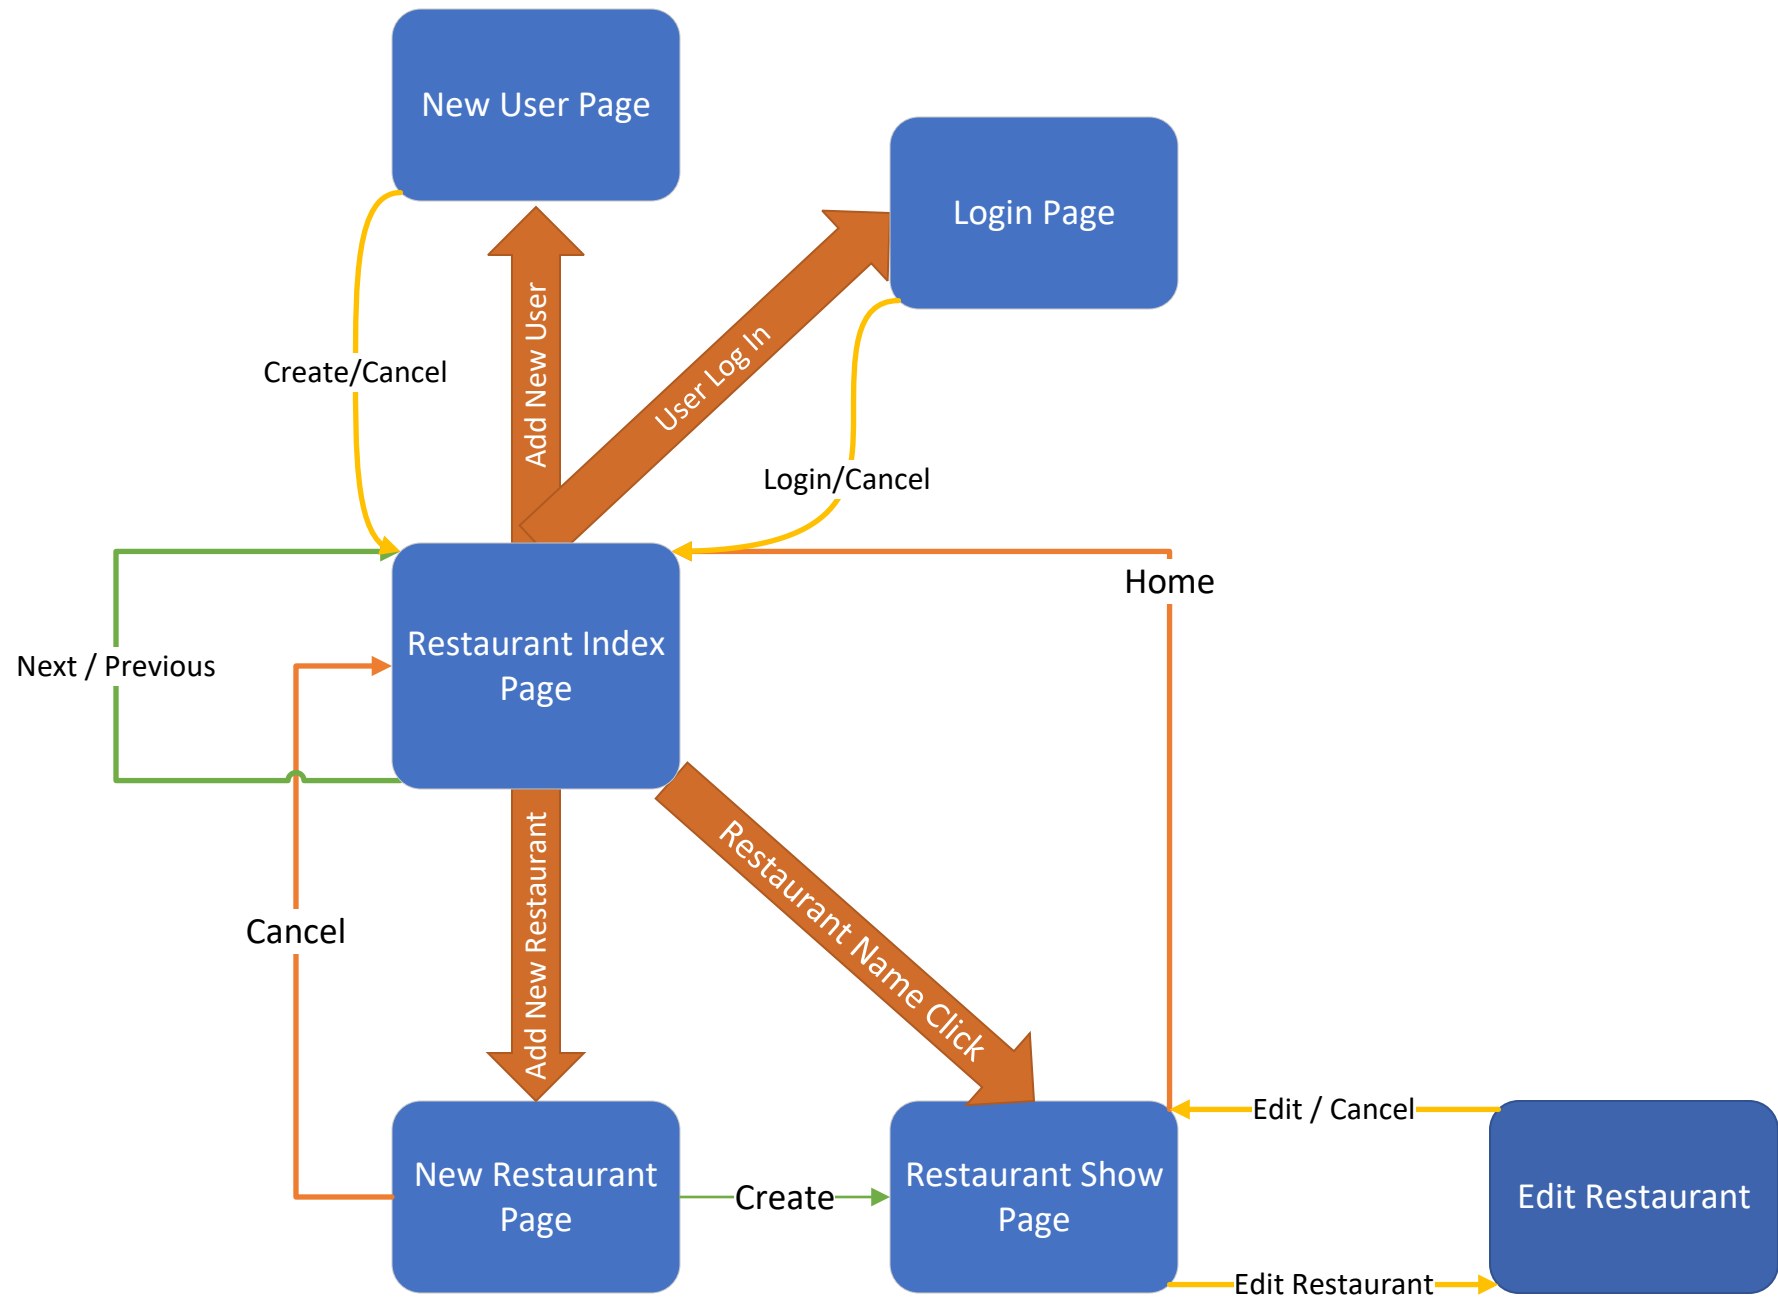 New User Page
Login Page
Add New User
User Log In
Create/Cancel
Login/Cancel
Home
Restaurant Index
Page
Next / Previous
Add New Restaurant
Restaurant Name Click
Cancel
Edit / Cancel
New Restaurant
Page
Create
Restaurant Show
Page
Edit Restaurant
Edit Restaurant